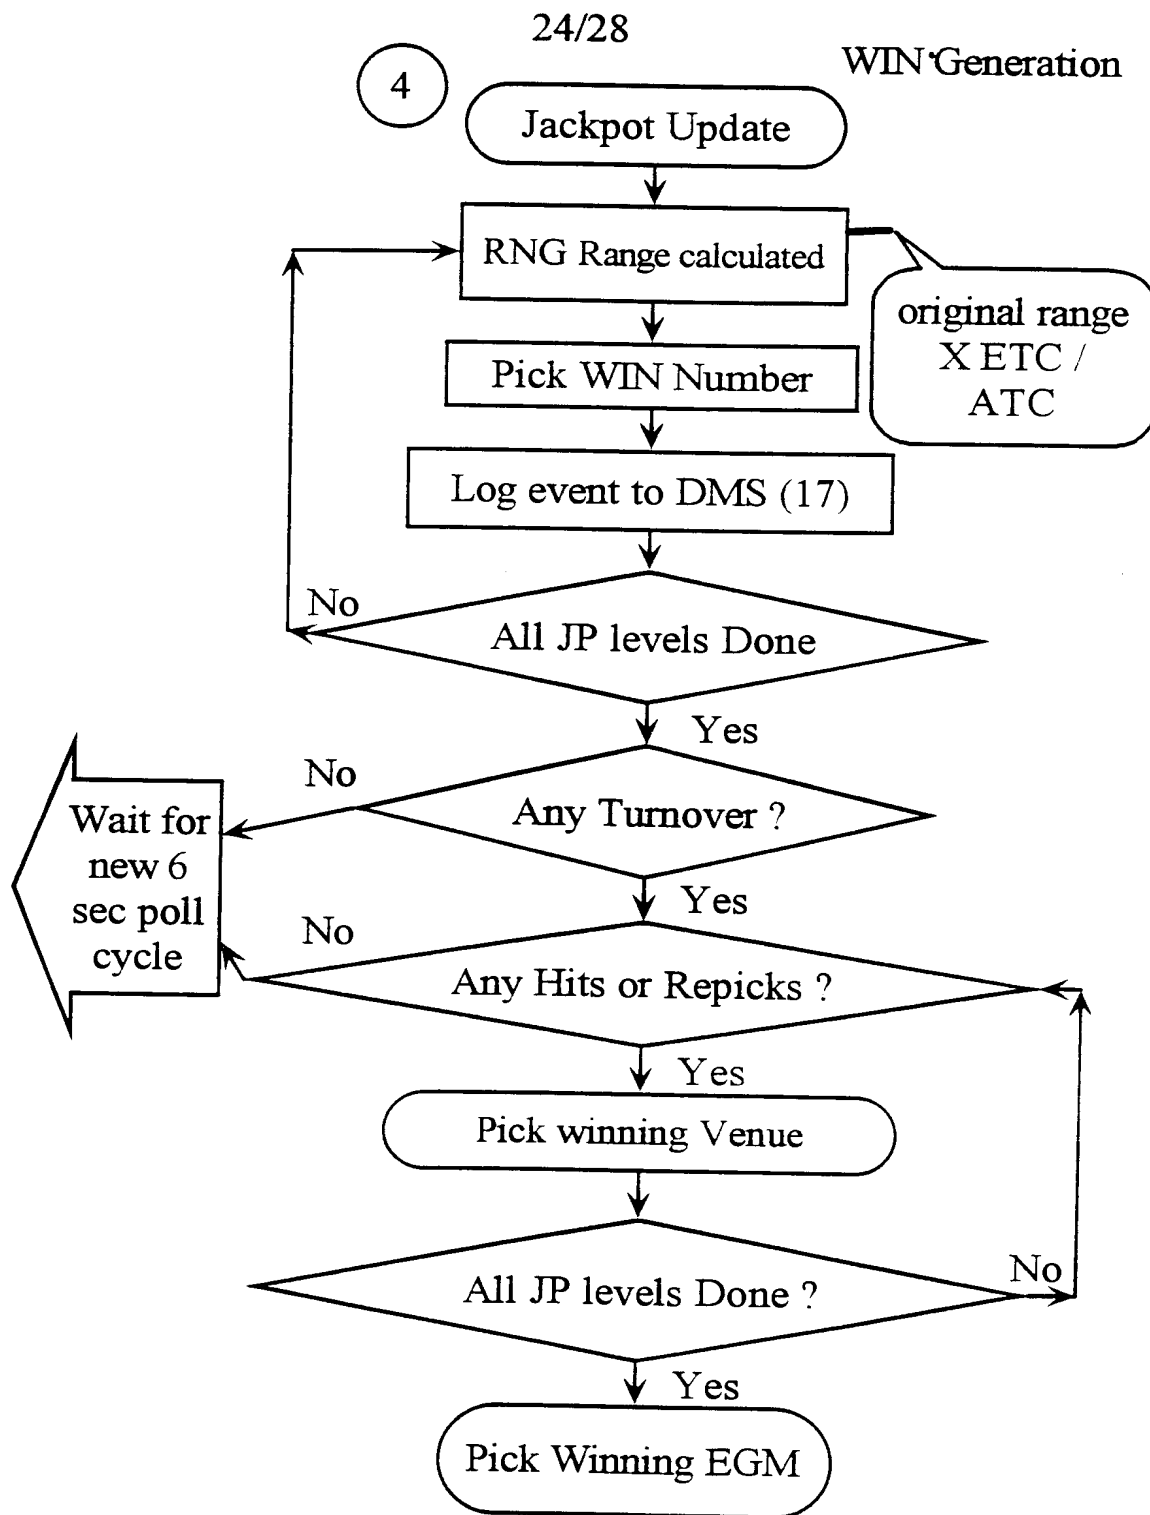 24/28
WIN Generation
4
Jackpot Update
RNG Range calculated
original range
X ETC /
ATC
Pick WIN Number
Log event to DMS (17)
No
All JP levels Done
Yes
No
Any Turnover ?
Wait for
new 6
sec poll
cycle
Yes
No
Any Hits or Repicks ?
Yes
Pick winning Venue
No
All JP levels Done ?
Yes
Pick Winning EGM